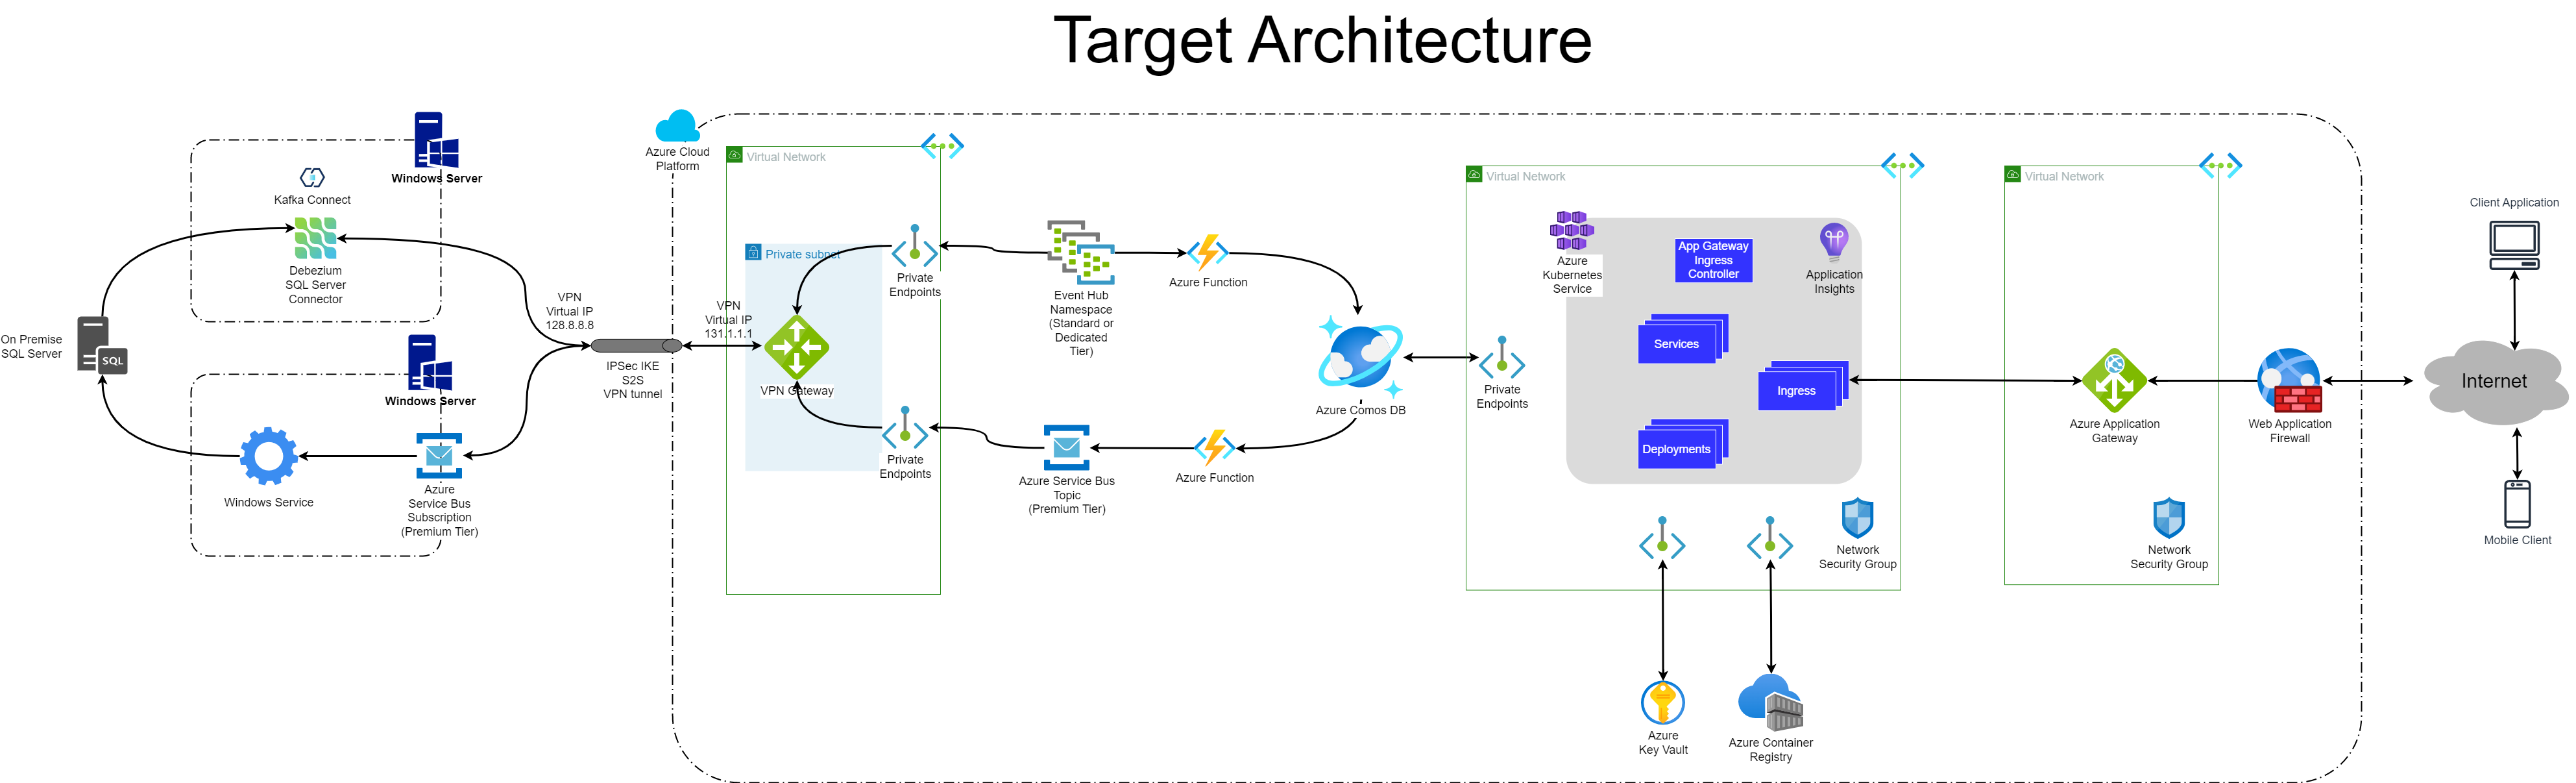 Target Architecture
Windows Server
Kafka Connect
Debezium
SQL Server
Connector
On Premise
SQL Server
SQL
Windows Server
Windows Service
Azure
Service Bus
Subscription
(Premium Tier)
VPN
Virtual IP
128.8.8.8
IPSec IKE
S2S
VPN tunnel
Azure Cloud
Platform
VPN
Virtual IP
131.1.1.1
Virtual Network
Private subnet
Private
Endpoints
VPN Gateway
Private
Endpoints
Event Hub
Namespace
(Standard or
Dedicated
Tier)
Azure Function
Azure Service Bus
Topic
(Premium Tier)
Azure Function
Azure Comos DB
Virtual Network
Private
Endpoints
Azure
Kubernetes
Service
App Gateway
Ingress
Controller
Application
Insights
Services
Ingress
Deployments
Network
Security Group
Azure
Key Vault
Azure Container
Registry
Virtual Network
Azure Application
Gateway
Network
Security Group
Web Application
Firewall
Client Application
Internet
Mobile Client